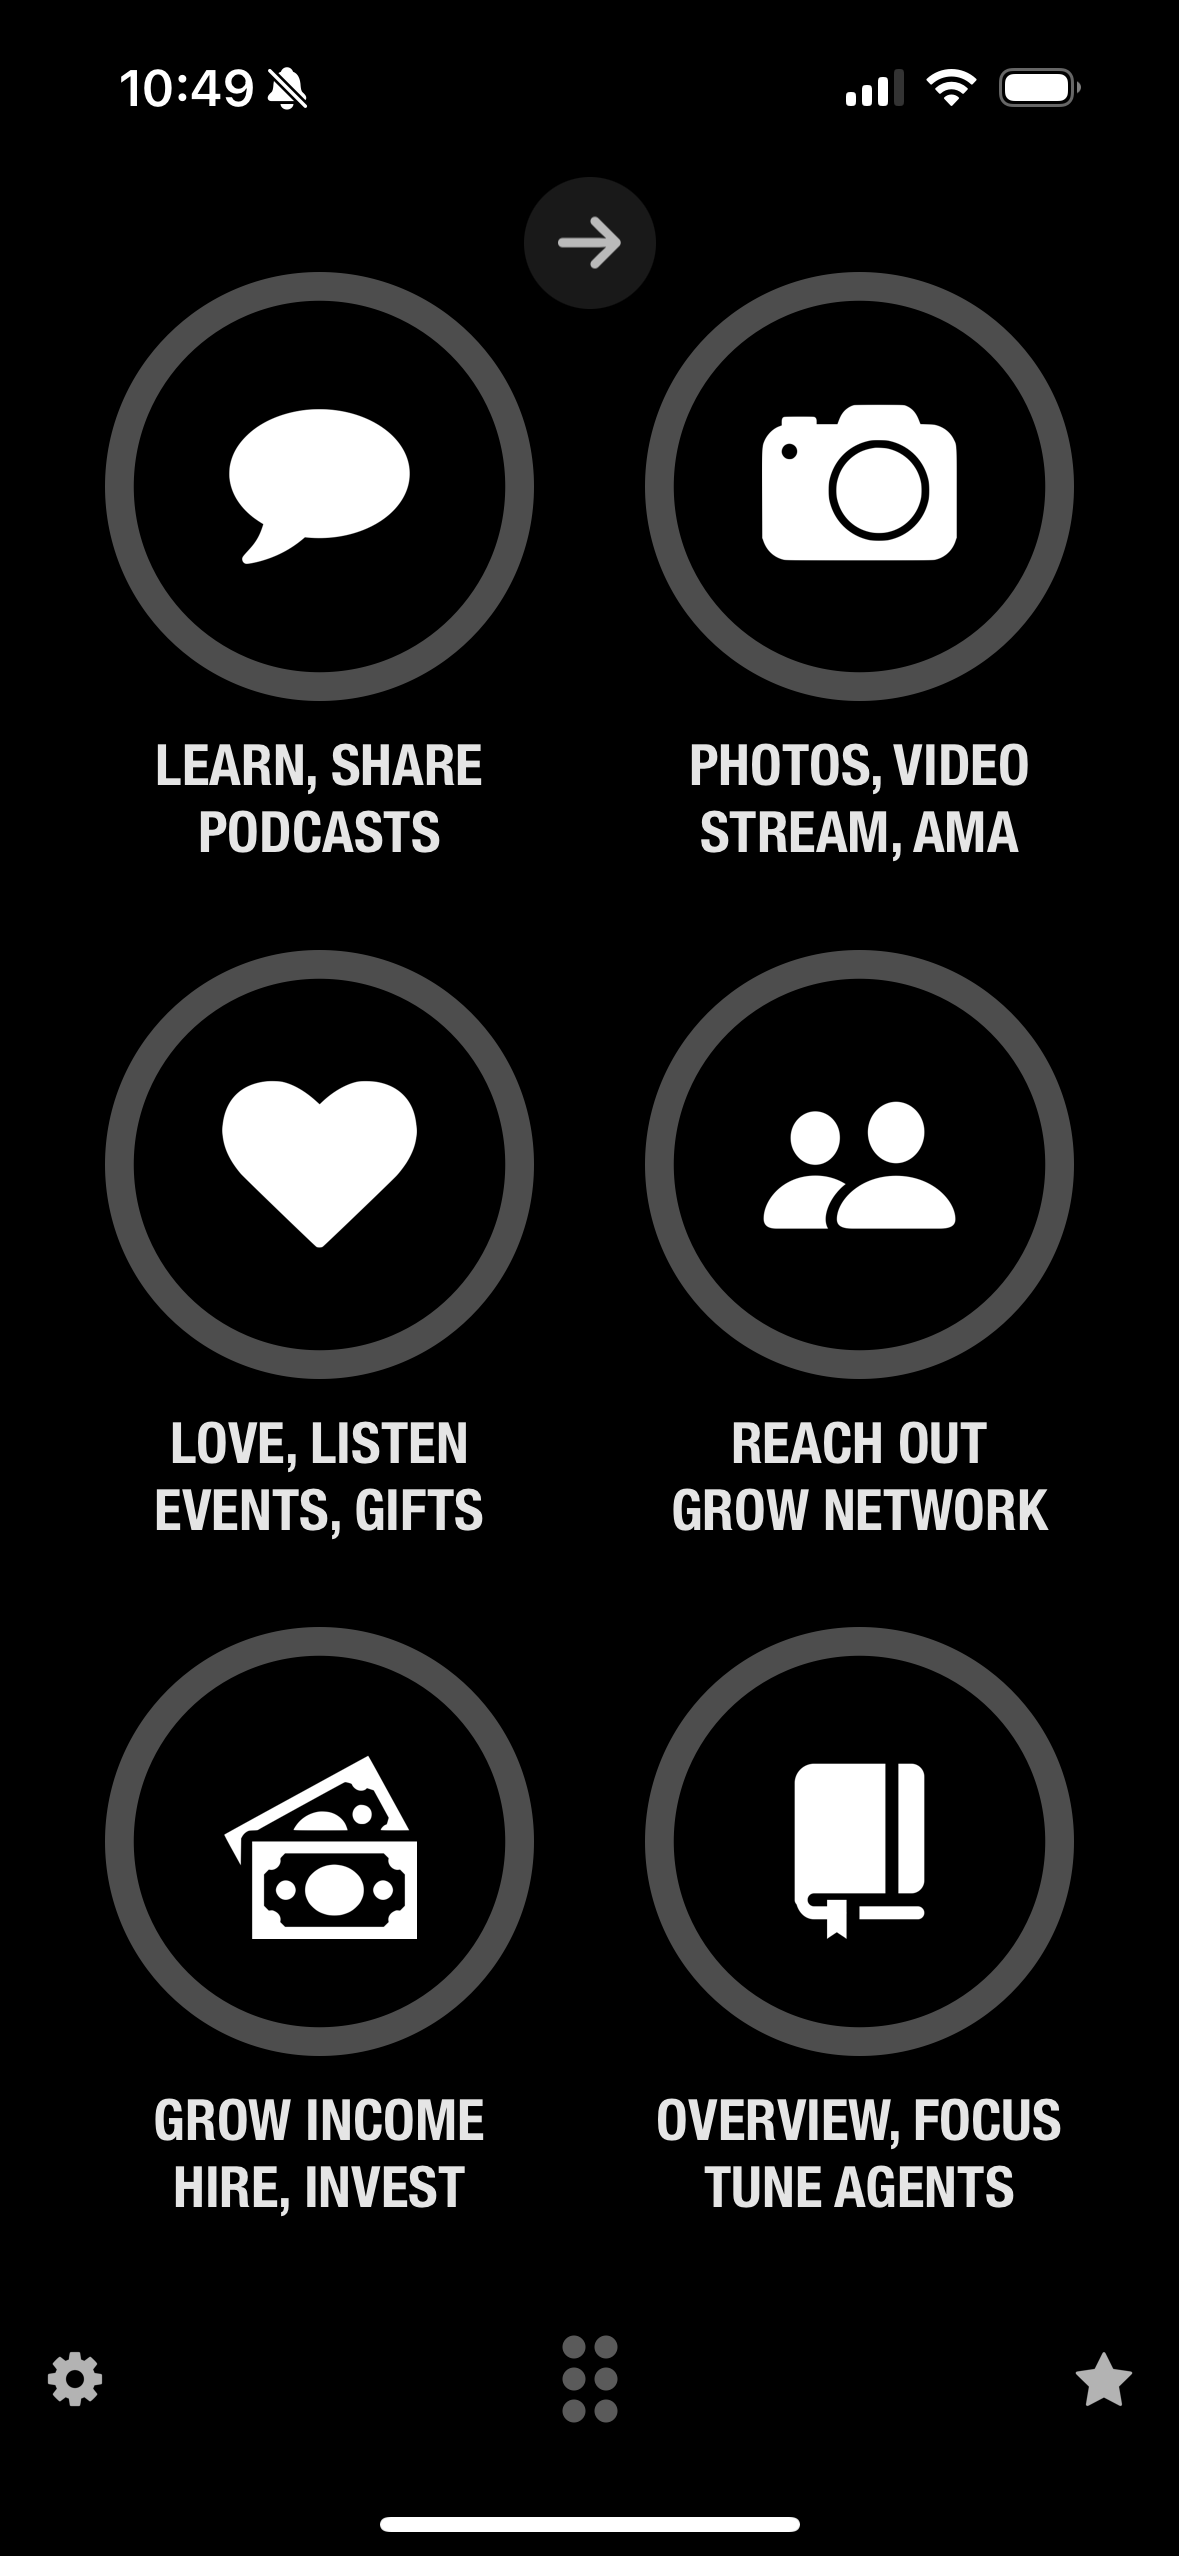 10:49
LEARN, SHARE
PODCASTS
PHOTOS, VIDEO
STREAM, AMA
LOVE, LISTEN
EVENTS, GIFTS
REACH OUT
GROW NETWORK
GROW INCOME
HIRE, INVEST
OVERVIEW, FOCUS
TUNE AGENTS